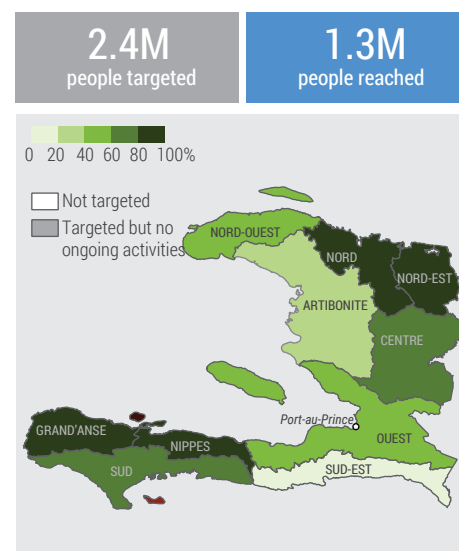 2.4M
people targeted
1.3M
people reached
0 20 40 60 80 100%
Not targeted
Targeted but no
ongoing activities
NORD-OUEST
NORD
NORD-EST
ARTIBONITE
CENTRE
Port-au-Prince
GRAND'ANSE
NIPPES
OUEST
SUD
SUD-EST